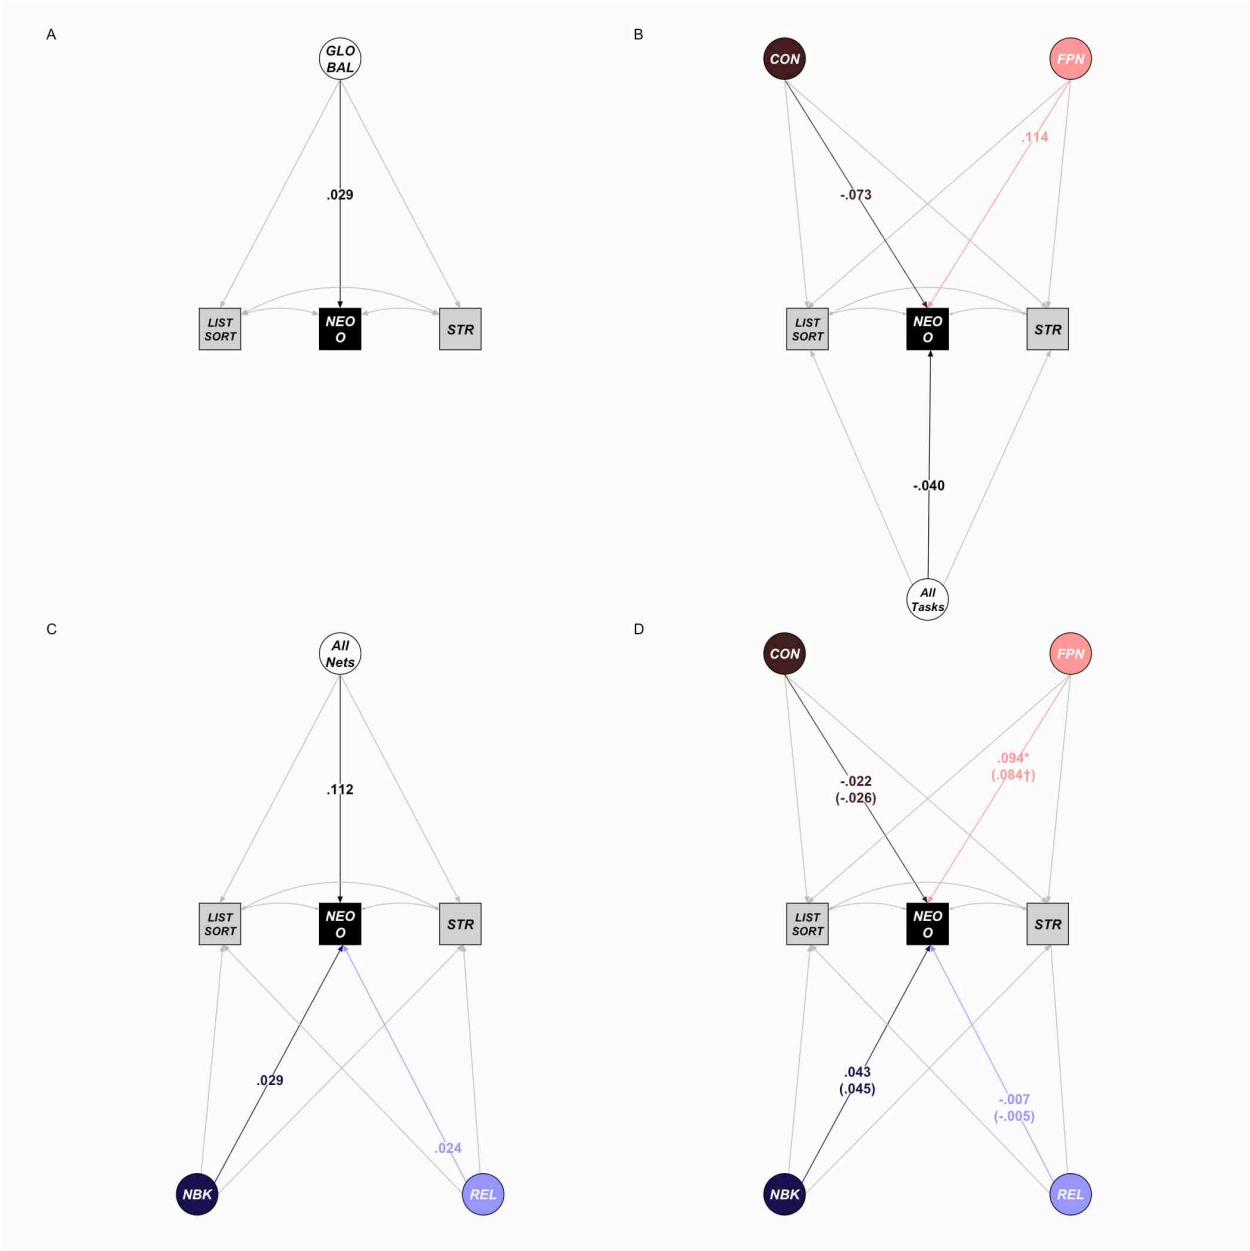 A
GLO
BAL
.029
LIST
SORT
NEO
O
STR
B
CON
FPN
.114
-.073
LIST
SORT
NEO
O
STR
-.040
All
Tasks
C
All
Nets
.112
LIST
SORT
NEO
O
STR
.029
.024
NBK
REL
D
CON
FPN
.094*
(.084†)
-.022
(-.026)
LIST
SORT
NEO
O
STR
.043
(.045)
-.007
(-.005)
NBK
REL